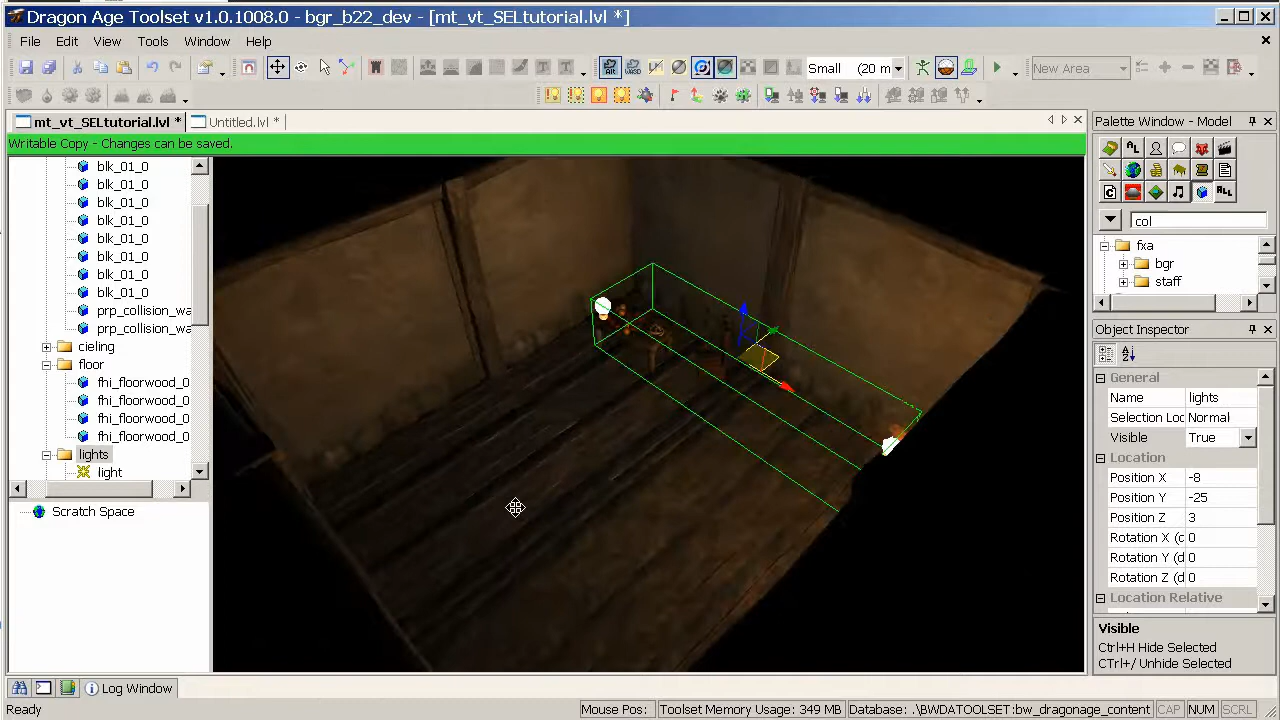 Dragon Age Toolset v1.0.1008.0 - bgr_b22_dev - [mt_vt_SELtutorial.lvl *]
File Edit View Tools Window Help
Alt WASD Small (20 m New Area
mt_vt_SELtutorial.lvl * Untitled.lvl *
Writable Copy - Changes can be saved.
blk_01_0
blk_01_0
blk_01_0
blk_01_0
blk_01_0
blk_01_0
blk_01_0
blk_01_0
prp_collision_wa
prp_collision_wa
cieling
floor
fhi_floorwood_0
fhi_floorwood_0
fhi_floorwood_0
fhi_floorwood_0
lights
light
Scratch Space
Palette Window - Model
ALL
col
fxa
bgr
staff
Object Inspector
General
Name lights
Selection Loc Normal
Visible True
Location
Position X -8
Position Y -25
Position Z 3
Rotation X (c 0
Rotation Y (d 0
Rotation Z (d 0
Location Relative
Visible
Ctrl+H Hide Selected
CTrl+/ Unhide Selected
Log Window
Ready Mouse Pos: Toolset Memory Usage: 349 MB Database: .\BWDATOOLSET:bw_dragonage_content CAP NUM SCRL